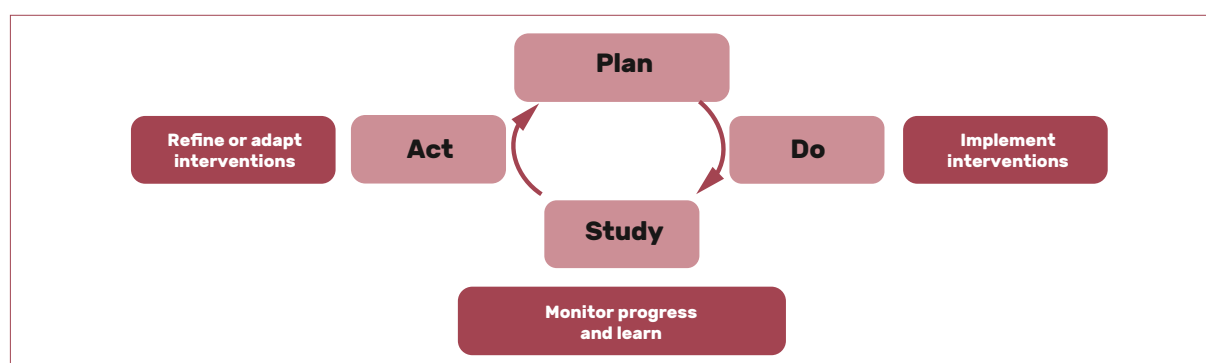 Plan
Refine or adapt
interventions
Act
Do
Implement
interventions
Study
Monitor progress
and learn